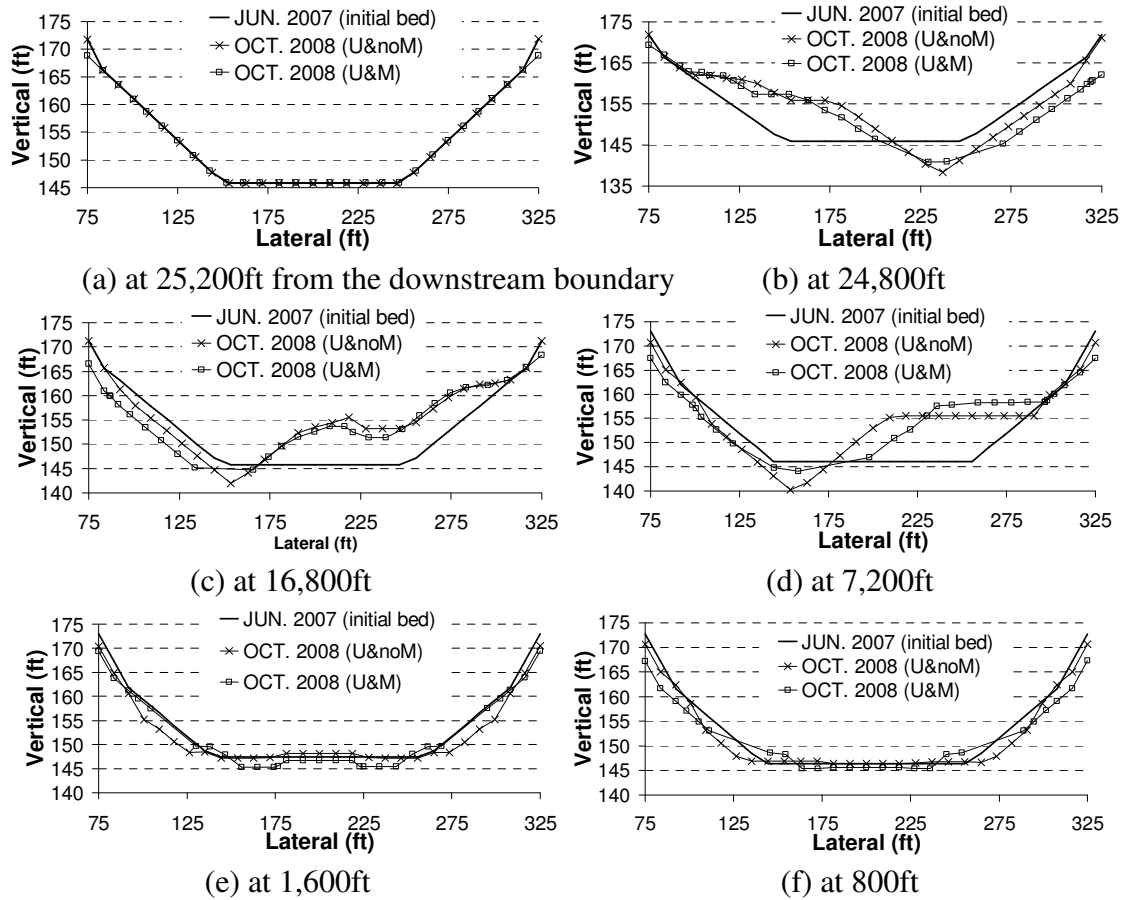 JUN. 2007 (initial bed)
OCT. 2008 (U&noM)
OCT. 2008 (U&M)
Vertical (ft)
175
170
165
160
155
150
145
75 125 175 225 275 325
Lateral (ft)
(a) at 25,200ft from the downstream boundary
JUN. 2007 (initial bed)
OCT. 2008 (U&noM)
OCT. 2008 (U&M)
Vertical (ft)
175
165
155
145
135
75 125 175 225 275 325
Lateral (ft)
(b) at 24,800ft
JUN. 2007 (initial bed)
OCT. 2008 (U&noM)
OCT. 2008 (U&M)
Vertical (ft)
175
170
165
160
155
150
145
140
75 125 175 225 275 325
Lateral (ft)
(c) at 16,800ft
JUN. 2007 (initial bed)
OCT. 2008 (U&noM)
OCT. 2008 (U&M)
Vertical (ft)
175
170
165
160
155
150
145
140
75 125 175 225 275 325
Lateral (ft)
(d) at 7,200ft
JUN. 2007 (initial bed)
OCT. 2008 (U&noM)
OCT. 2008 (U&M)
Vertical (ft)
175
170
165
160
155
150
145
140
75 125 175 225 275 325
Lateral (ft)
(e) at 1,600ft
JUN. 2007 (initial bed)
OCT. 2008 (U&noM)
OCT. 2008 (U&M)
Vertical (ft)
175
170
165
160
155
150
145
140
75 125 175 225 275 325
Lateral (ft)
(f) at 800ft